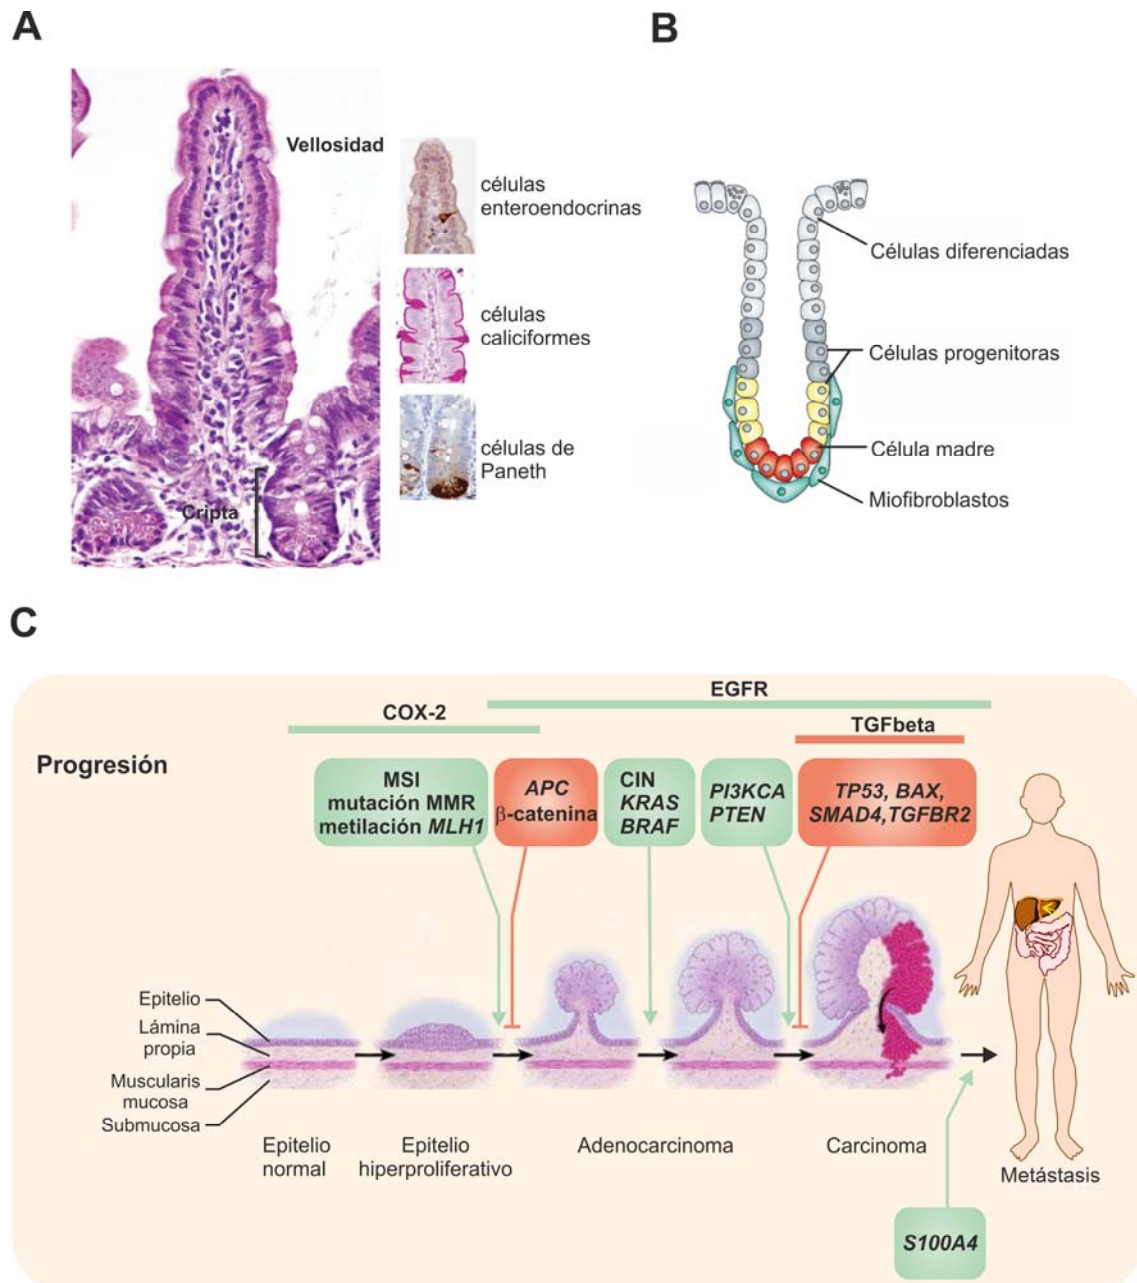 A
Vellosidad
células
enteroendocrinas
células
caliciformes
células de
Paneth
Cripta
B
Células diferenciadas
Células progenitoras
Célula madre
Miofibroblastos
C
Progresión
COX-2
EGFR
TGFbeta
MSI
mutación MMR
metilación MLH1
APC
β-catenina
CIN
KRAS
BRAF
PI3KCA
PTEN
TP53, BAX,
SMAD4,TGFBR2
Epitelio
Lámina
propia
Muscularis
mucosa
Submucosa
Epitelio
normal
Epitelio
hiperproliferativo
Adenocarcinoma
Carcinoma
Metástasis
S100A4